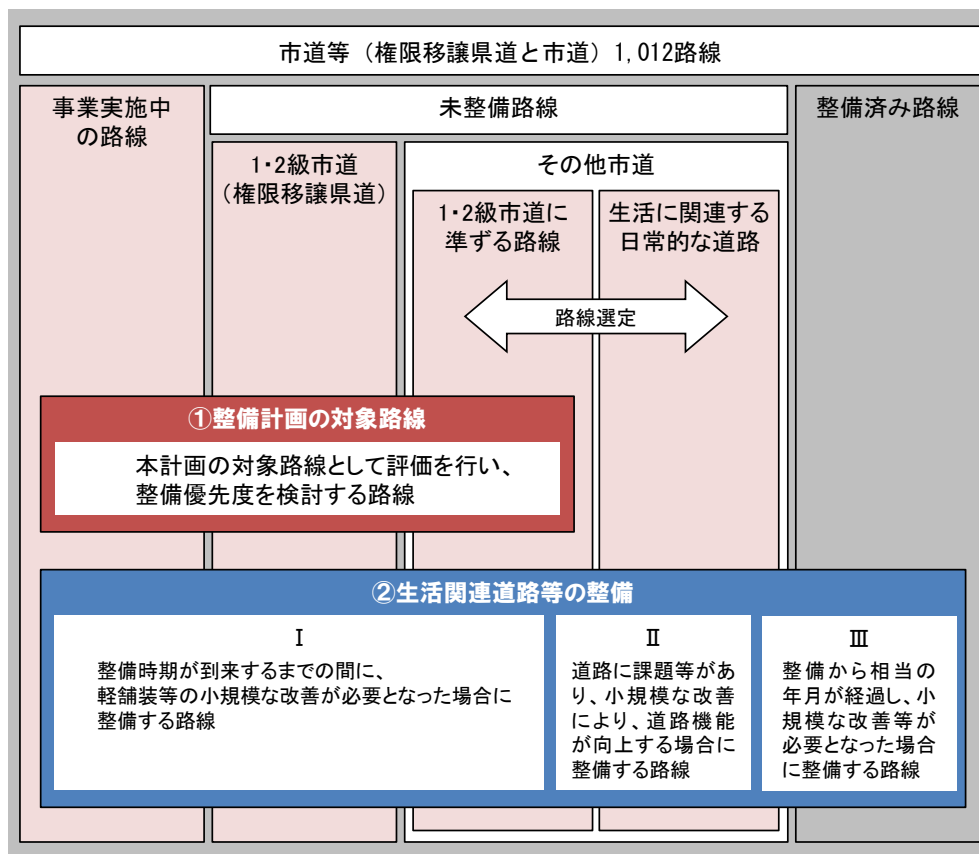 市道等（権限移譲県道と市道）1,012路線
事業実施中
の路線
未整備路線
整備済み路線
1・2級市道
（権限移譲県道）
その他市道
1・2級市道に
準ずる路線
生活に関連する
日常的な道路
路線選定
①整備計画の対象路線
本計画の対象路線として評価を行い、
整備優先度を検討する路線
②生活関連道路等の整備
Ⅰ
整備時期が到来するまでの間に、
軽舗装等の小規模な改善が必要となった場合に
整備する路線
Ⅱ
道路に課題等があ
り、小規模な改善
により、道路機能
が向上する場合に
整備する路線
Ⅲ
整備から相当の
年月が経過し、小
規模な改善等が
必要となった場合
に整備する路線